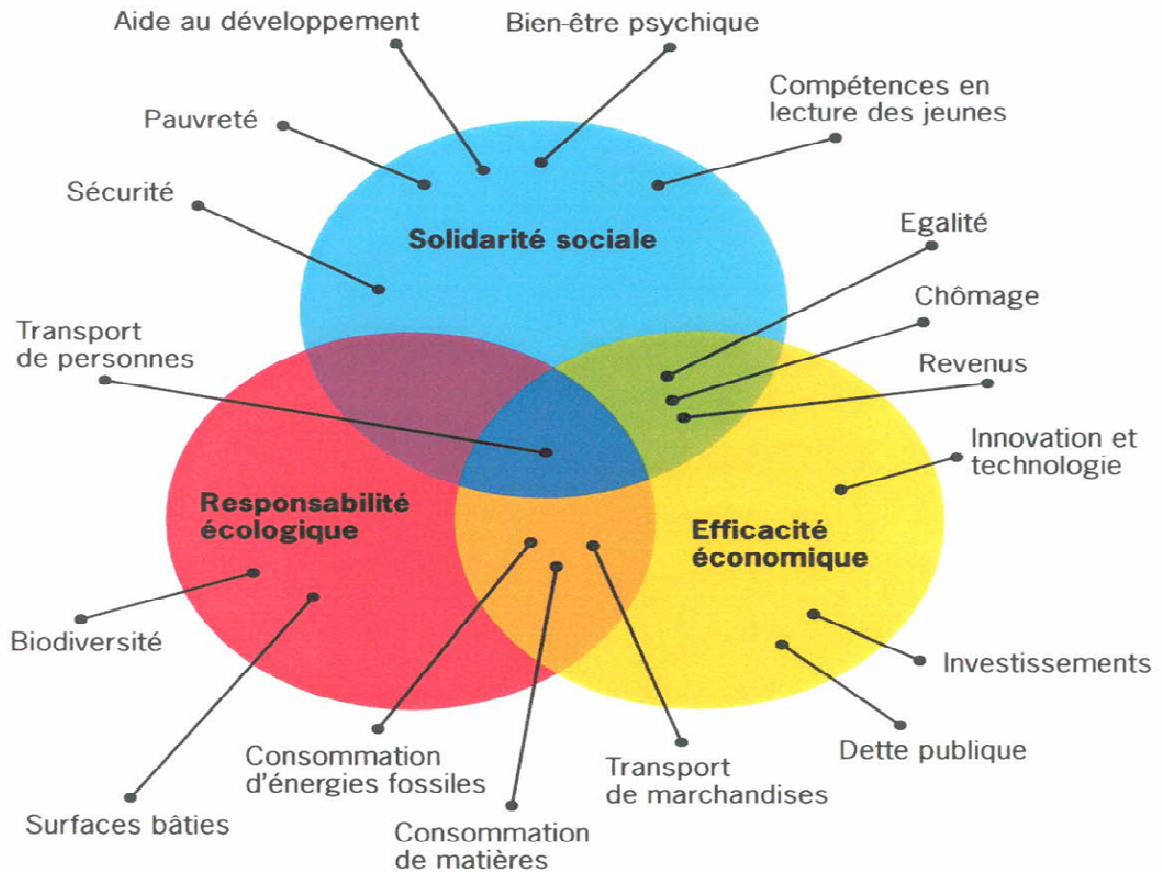 Aide au développement
Bien-être psychique
Compétences en
lecture des jeunes
Pauvreté
Sécurité
Solidarité sociale
Egalité
Chômage
Transport
de personnes
Revenus
Innovation et
technologie
Responsabilité
écologique
Efficacité
économique
Biodiversité
Investissements
Dette publique
Consommation
d'énergies fossiles
Transport
de marchandises
Surfaces bâties
Consommation
de matières